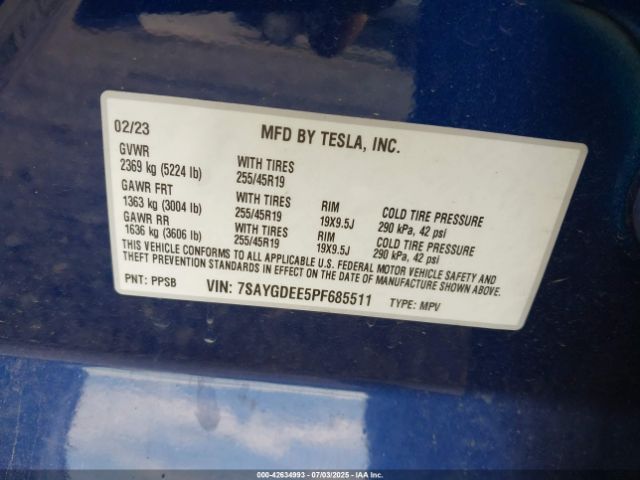 02/23 MFD BY TESLA, INC.
GVWR
2369 kg (5224 lb) WITH TIRES 255/45R19
GAWR FRT
1363 kg (3004 lb) WITH TIRES 255/45R19 RIM 19X9.5J COLD TIRE PRESSURE 290 kPa, 42 psi
GAWR RR
1636 kg (3606 lb) WITH TIRES 255/45R19 RIM 19X9.5J COLD TIRE PRESSURE 290 kPa, 42 psi
THIS VEHICLE CONFORMS TO ALL APPLICABLE U.S. FEDERAL MOTOR VEHICLE SAFETY AND
THEFT PREVENTION STANDARDS IN EFFECT ON THE DATE OF MANUFACTURE SHOWN ABOVE.
PNT: PPSB VIN: 7SAYGDEE5PF685511 TYPE: MPV
000-42634993 07/03/2025 IAA, Inc.